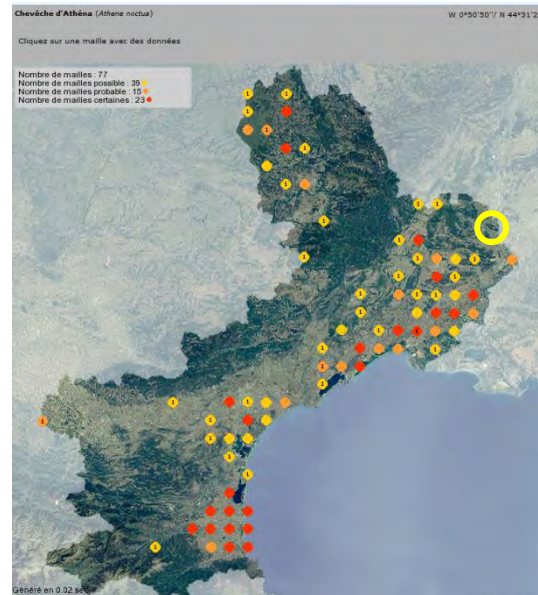 Chevêche d'Athéna (Athene noctua)
W 0°50'50"/ N 44°31'2
Cliquez sur une maille avec des données
Nombre de mailles : 77
Nombre de mailles possible : 39
Nombre de mailles probable : 15
Nombre de mailles certaines : 23
Généré en 0.02 sec